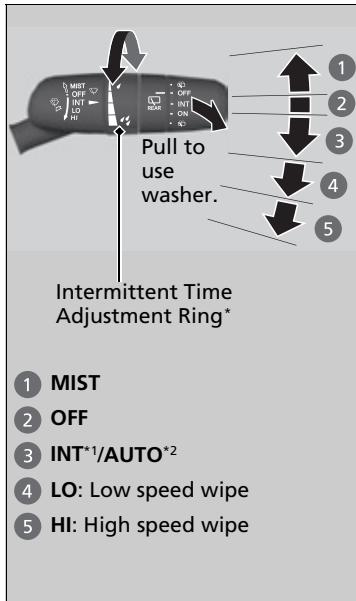 MIST
OFF
INT
LO
HI
REAR
OFF
INT
ON
1
2
3
4
5
Pull to
use
washer.
Intermittent Time
Adjustment Ring*
1 MIST
2 OFF
3 INT*1/AUTO*2
4 LO: Low speed wipe
5 HI: High speed wipe